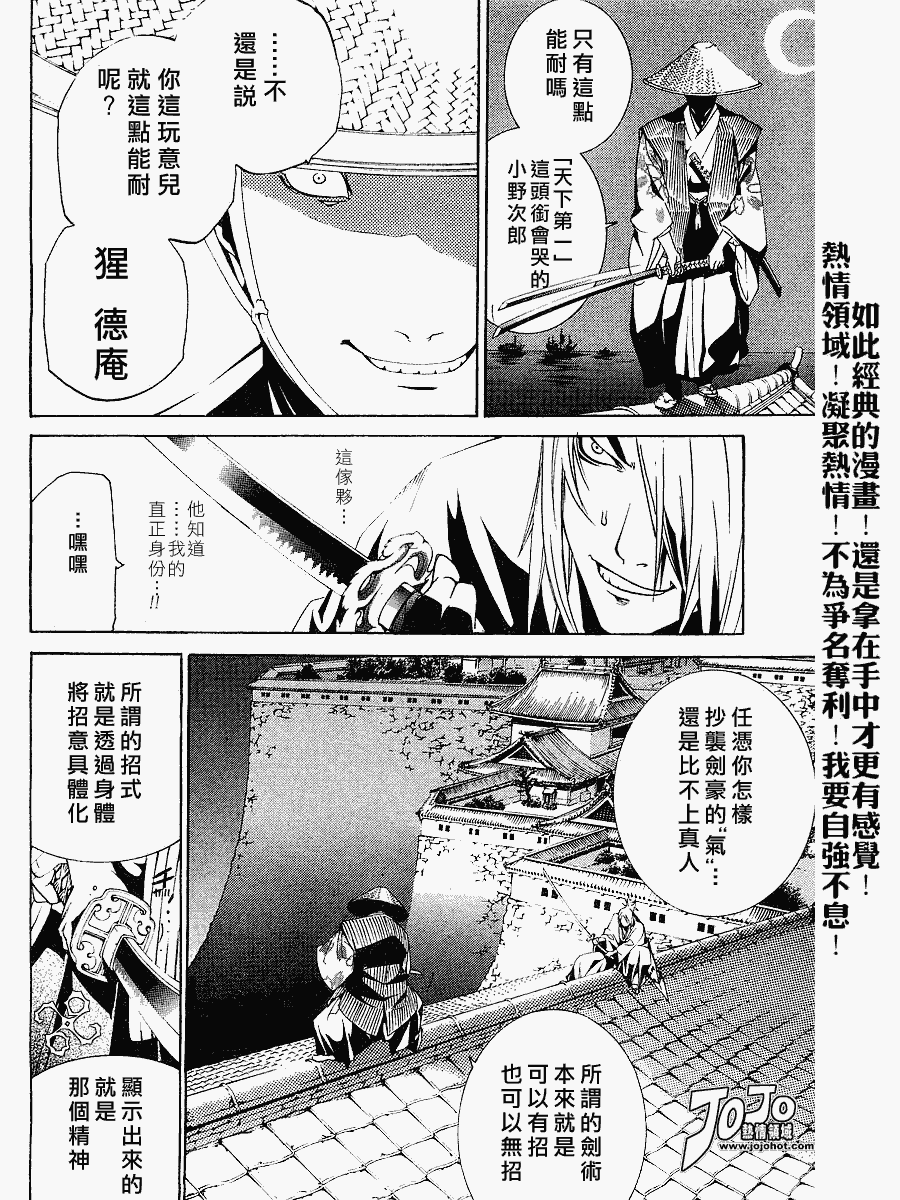 只有這點
能耐嗎
「天下第一」
這頭銜會哭的
小野次郎
……不
還是説
你這玩意兒
就這點能耐
呢?
猩 德庵
這傢夥…
他知道
……我的
直正身份…!!
…嘿嘿
任憑你怎樣
抄襲劍豪的“氣“…
還是比不上真人
所謂的劍術
本來就是
可以有招
也可以無招
所謂的招式
就是透過身體
將招意具體化
顯示出來的
就是
那個精神
如此經典的漫畫!還是拿在手中才更有感覺!
熱情領域!凝聚熱情!不為爭名奪利!我要自強不息!
JOJO
熱情領域
www.jojohot.com